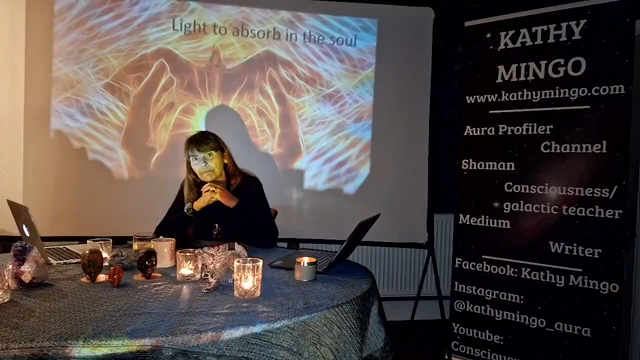 Light to absorb in the soul
KATHY
MINGO
www.kathymingo.com
Aura Profiler
Channel
Shaman
Consciousness/
galactic teacher
Medium
Writer
Facebook: Kathy Mingo
Instagram:
@kathymingo_aura
Youtube: